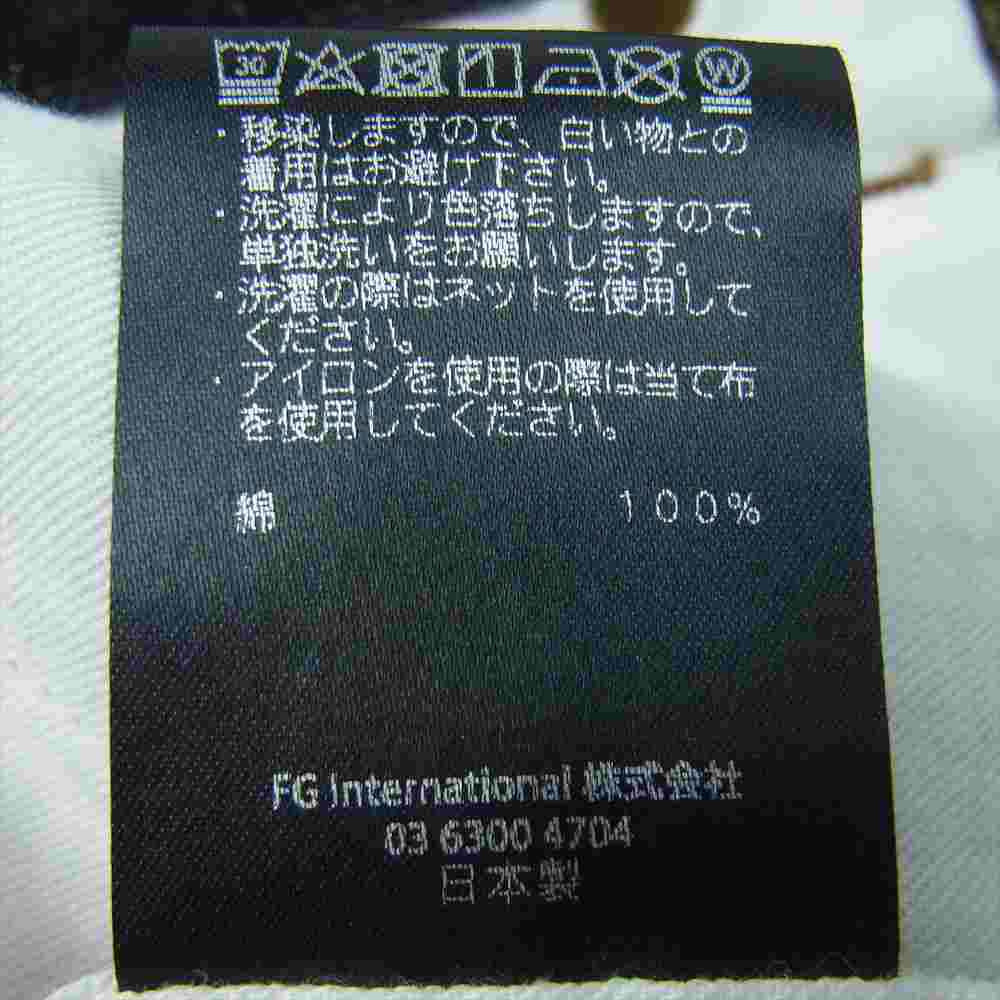 30 W
・移染しますので、白い物との
着用はお避け下さい。
・洗濯により色落ちしますので、
単独洗いをお願いします。
・洗濯の際はネットを使用して
ください。
・アイロンを使用の際は当て布
を使用してください。
綿 100%
FG International 株式会社
03 6300 4704
日本製